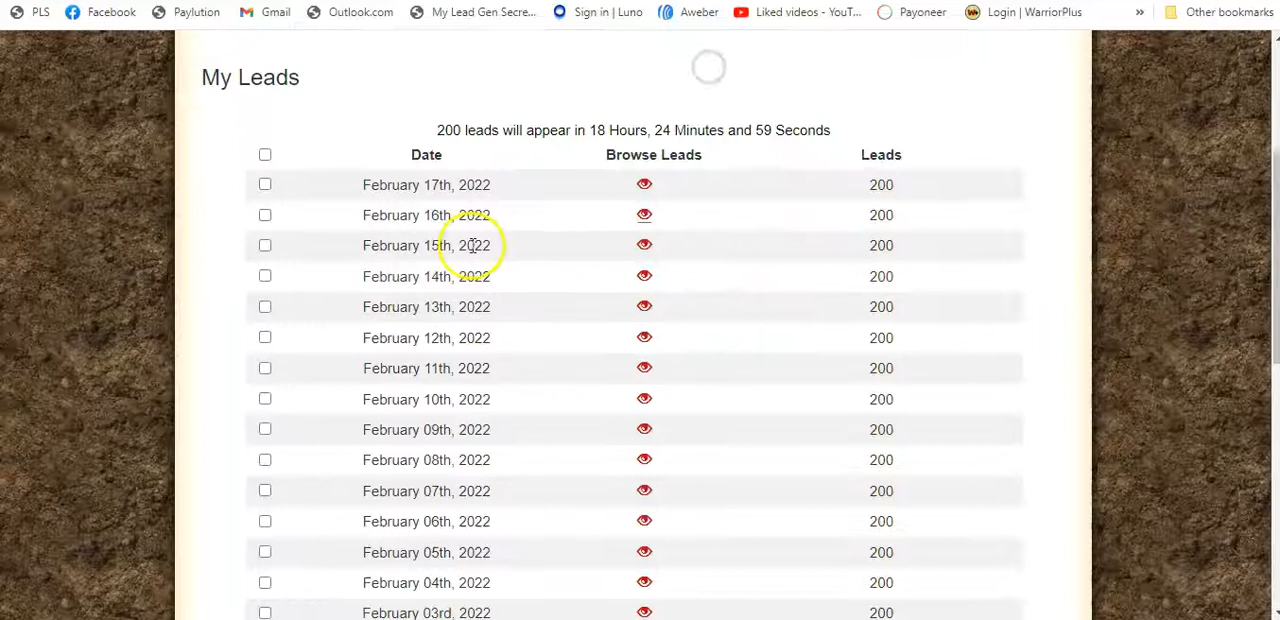 PLS Facebook Paylution Gmail Outlook.com My Lead Gen Secre... Sign in | Luno Aweber Liked videos - YouT... Payoneer Login | WarriorPlus » Other bookmarks
My Leads
200 leads will appear in 18 Hours, 24 Minutes and 59 Seconds
Date Browse Leads Leads
February 17th, 2022 200
February 16th, 2022 200
February 15th, 2022 200
February 14th, 2022 200
February 13th, 2022 200
February 12th, 2022 200
February 11th, 2022 200
February 10th, 2022 200
February 09th, 2022 200
February 08th, 2022 200
February 07th, 2022 200
February 06th, 2022 200
February 05th, 2022 200
February 04th, 2022 200
February 03rd, 2022 200